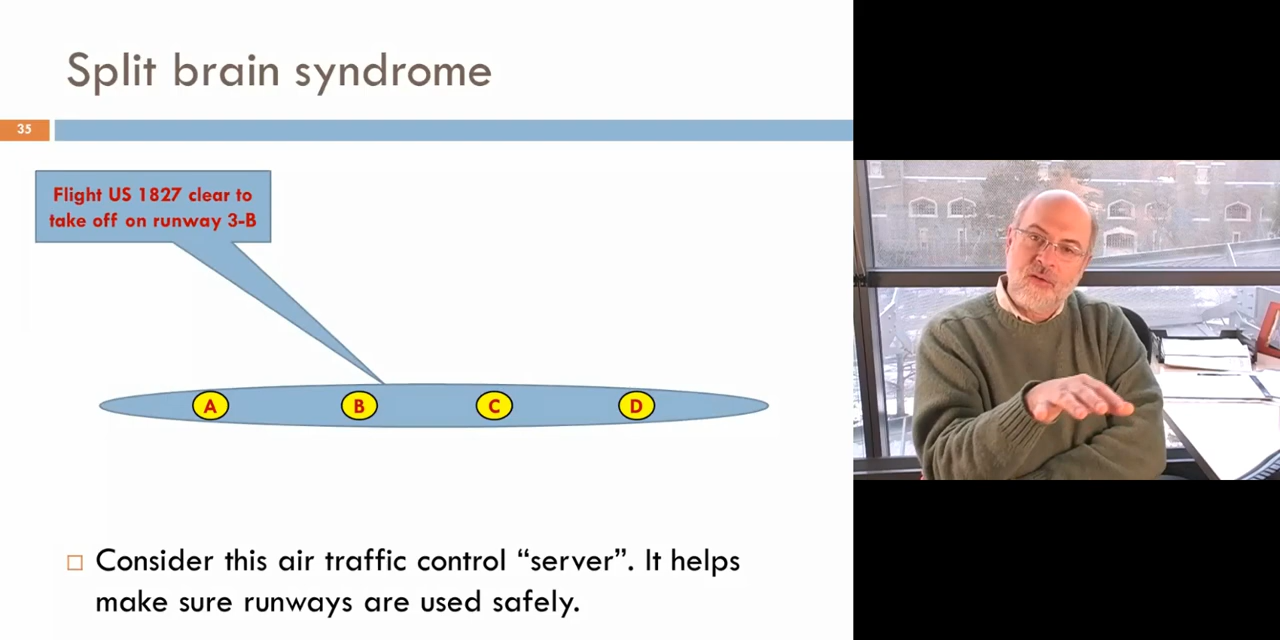 Split brain syndrome
35
Flight US 1827 clear to
take off on runway 3-B
A
B
C
D
Consider this air traffic control “server”. It helps
make sure runways are used safely.